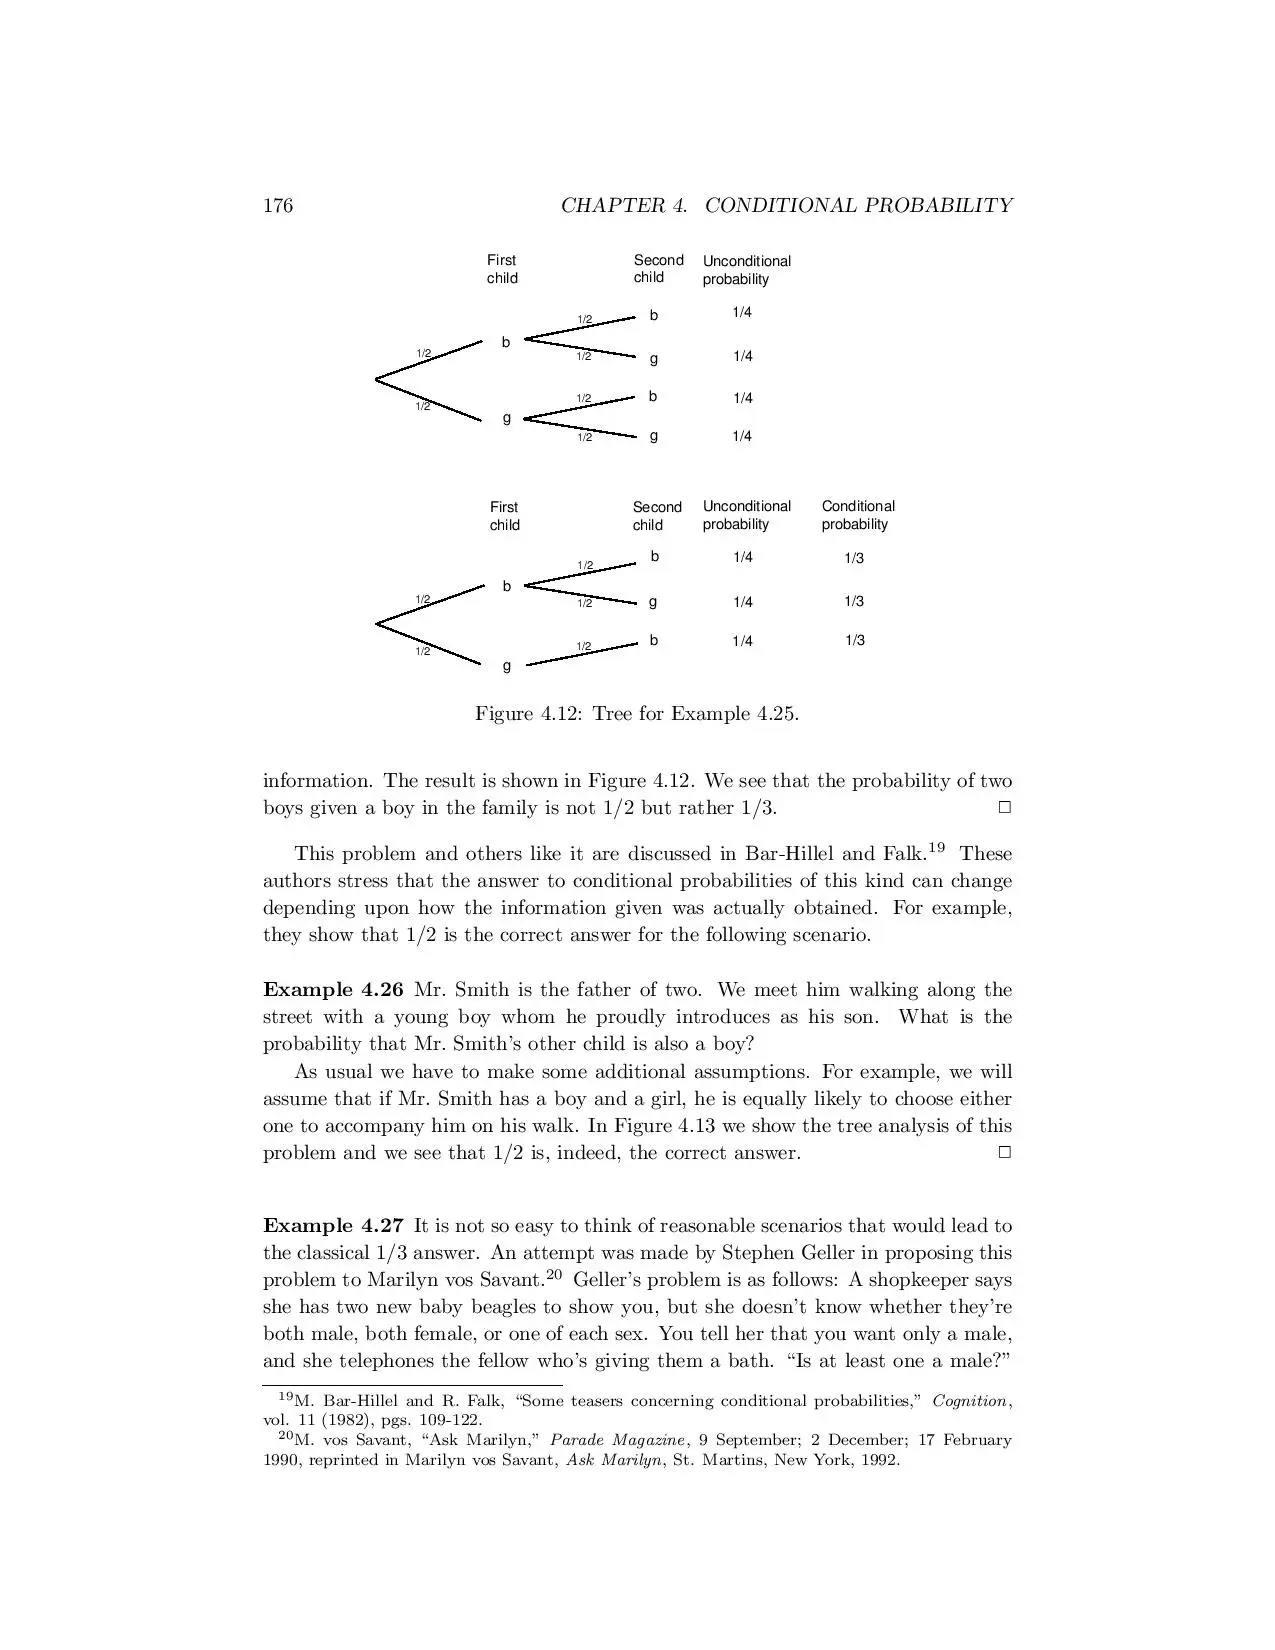 176 CHAPTER 4. CONDITIONAL PROBABILITY
First Second Unconditional
child child probability
1/2 b 1/4
b
1/2 1/2 g 1/4
1/2 1/2 b 1/4
g
1/2 g 1/4
First Second Unconditional Conditional
child child probability probability
1/2 b 1/4 1/3
b
1/2 1/2 g 1/4 1/3
1/2 1/2 b 1/4 1/3
g
Figure 4.12: Tree for Example 4.25.
information. The result is shown in Figure 4.12. We see that the probability of two
boys given a boy in the family is not 1/2 but rather 1/3. □
This problem and others like it are discussed in Bar-Hillel and Falk.¹⁹ These
authors stress that the answer to conditional probabilities of this kind can change
depending upon how the information given was actually obtained. For example,
they show that 1/2 is the correct answer for the following scenario.
Example 4.26 Mr. Smith is the father of two. We meet him walking along the
street with a young boy whom he proudly introduces as his son. What is the
probability that Mr. Smith's other child is also a boy?
As usual we have to make some additional assumptions. For example, we will
assume that if Mr. Smith has a boy and a girl, he is equally likely to choose either
one to accompany him on his walk. In Figure 4.13 we show the tree analysis of this
problem and we see that 1/2 is, indeed, the correct answer. □
Example 4.27 It is not so easy to think of reasonable scenarios that would lead to
the classical 1/3 answer. An attempt was made by Stephen Geller in proposing this
problem to Marilyn vos Savant.²⁰ Geller's problem is as follows: A shopkeeper says
she has two new baby beagles to show you, but she doesn't know whether they're
both male, both female, or one of each sex. You tell her that you want only a male,
and she telephones the fellow who's giving them a bath. "Is at least one a male?"
¹⁹M. Bar-Hillel and R. Falk, "Some teasers concerning conditional probabilities," Cognition,
vol. 11 (1982), pgs. 109-122.
²⁰M. vos Savant, "Ask Marilyn," Parade Magazine, 9 September; 2 December; 17 February
1990, reprinted in Marilyn vos Savant, Ask Marilyn, St. Martins, New York, 1992.